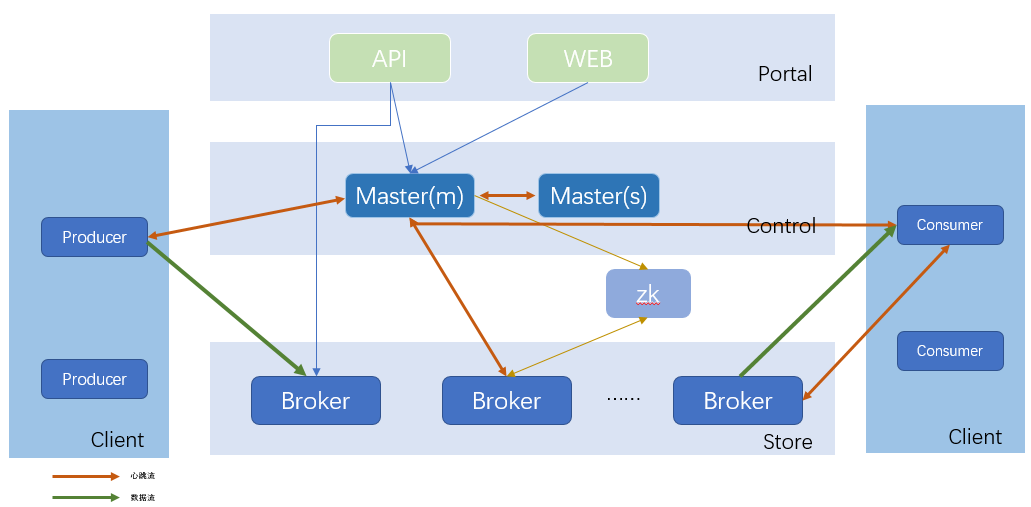 API
WEB
Portal
Master(m)
Master(s)
Control
Producer
Consumer
zk
Producer
Consumer
Broker
Broker
......
Broker
Client
Store
Client
心跳流
数据流